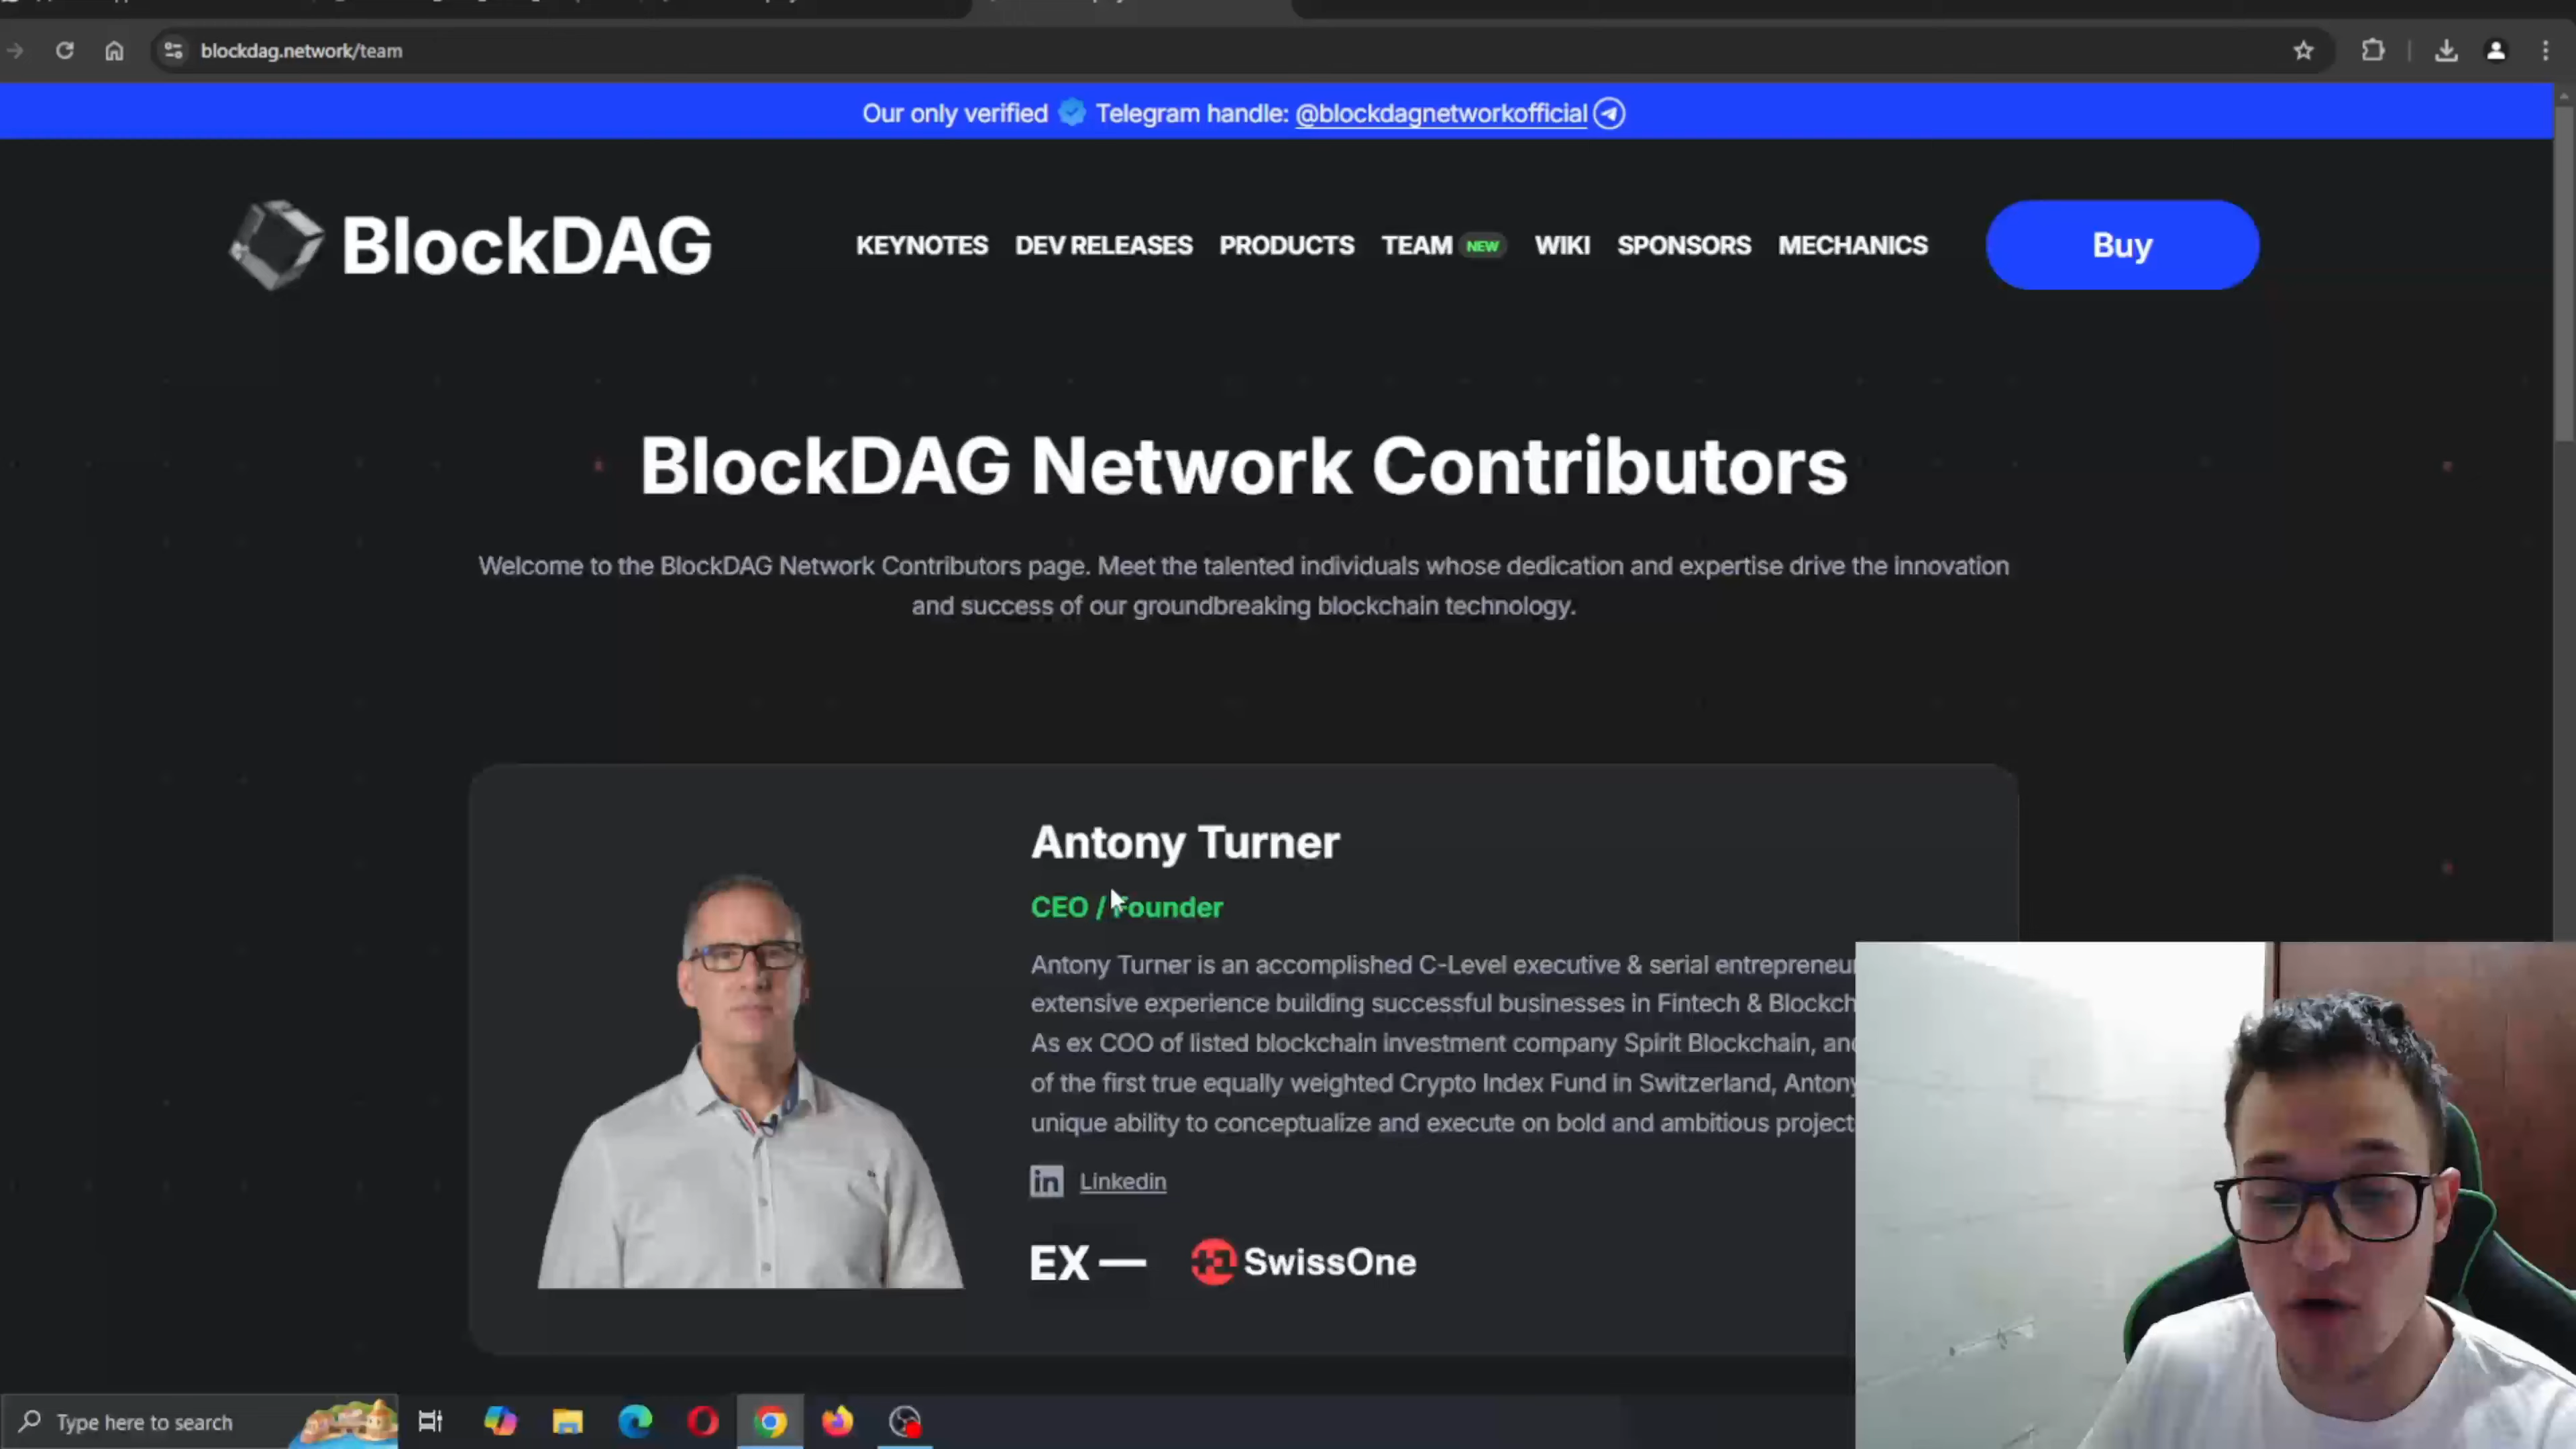 blockdag.network/team
Our only verified Telegram handle: @blockdagnetworkofficial
BlockDAG
KEYNOTES DEV RELEASES PRODUCTS TEAM NEW WIKI SPONSORS MECHANICS Buy
BlockDAG Network Contributors
Welcome to the BlockDAG Network Contributors page. Meet the talented individuals whose dedication and expertise drive the innovation
and success of our groundbreaking blockchain technology.
Antony Turner
CEO / Founder
Antony Turner is an accomplished C-Level executive & serial entrepreneur
extensive experience building successful businesses in Fintech &
As ex COO of listed blockchain investment company Spirit Blockchain,
of the first true equally weighted Crypto Index Fund in Switzerland, Antony
unique ability to conceptualize and execute on bold and ambitious
in Linkedin
EX — SwissOne
Type here to search